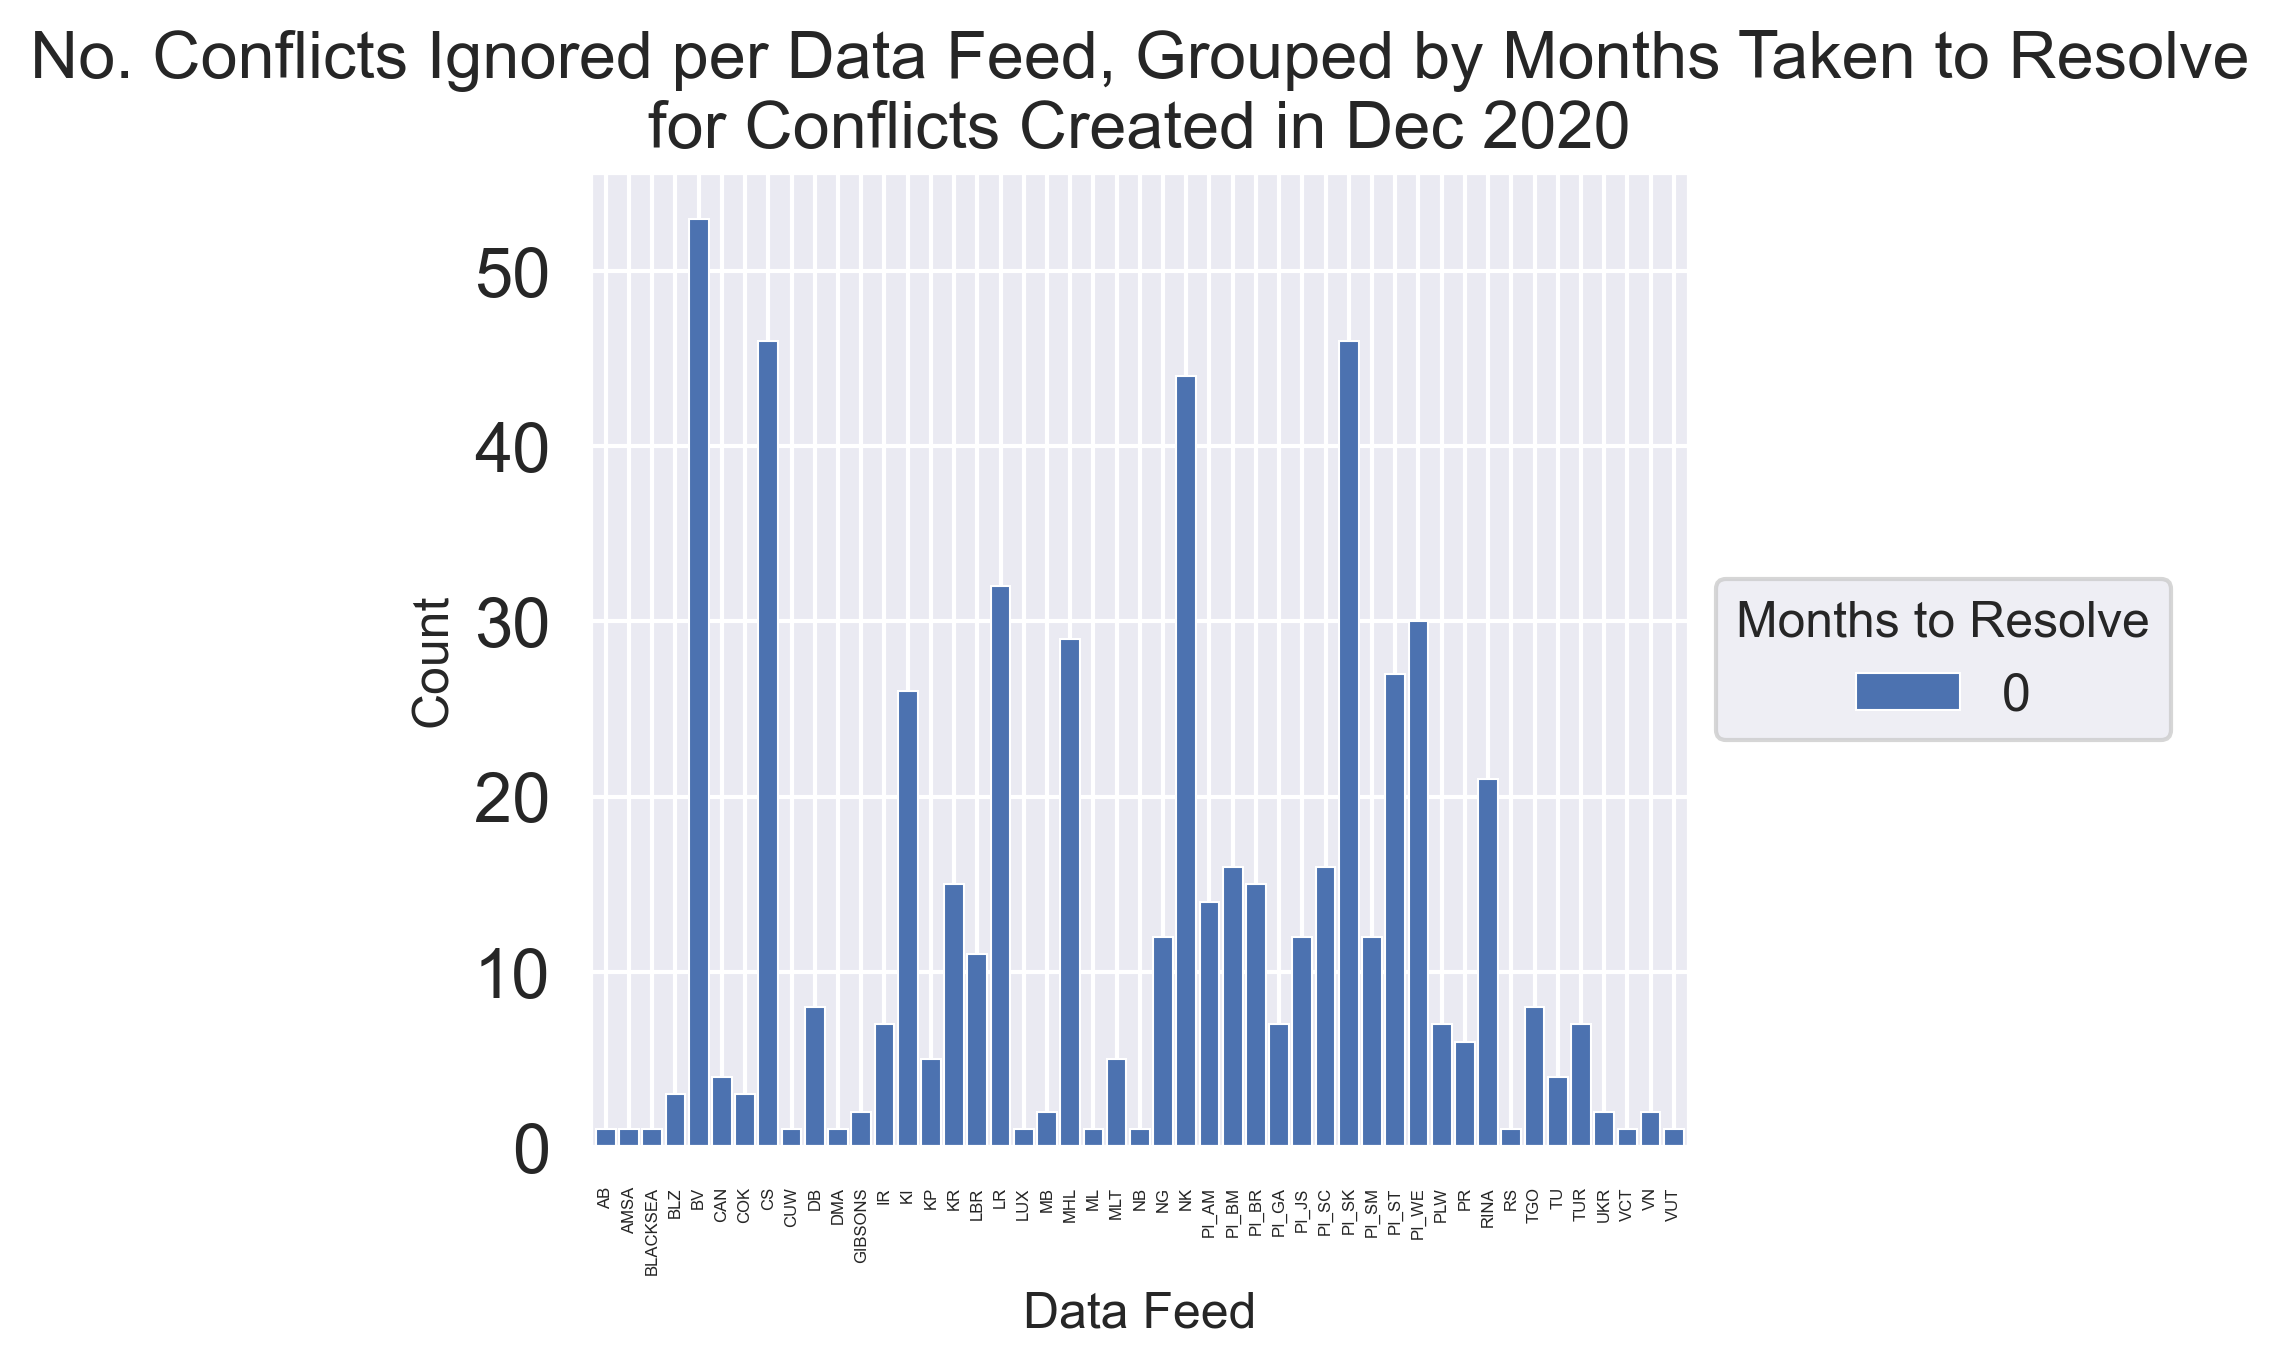 No. Conflicts Ignored per Data Feed, Grouped by Months Taken to Resolve
for Conflicts Created in Dec 2020
50
40
30
20
10
0
Count
Months to Resolve
0
AB
AMSA
BLACKSEA
BLZ
BV
CAN
COK
CS
CUW
DB
DMA
GIBSONS
IR
KI
KP
KR
LBR
LR
LUX
MB
MHL
ML
MLT
NB
NG
NK
PI_AM
PI_BM
PI_BR
PI_GA
PI_JS
PI_SC
PI_SK
PI_SM
PI_ST
PI_WE
PLW
PR
RINA
RS
TGO
TU
TUR
UKR
VCT
VN
VUT
Data Feed